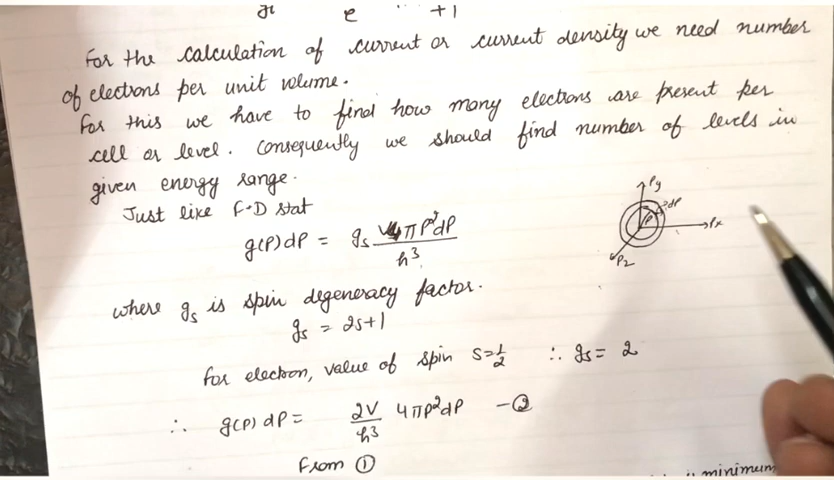 e +1
For the calculation of current or current density we need number
of electrons per unit volume.
For this we have to find how many electrons are present per
cell or level. Consequently we should find number of levels in
given energy range.
Just like F.D stat
g(P)dP = gs V4πP²dP / h³
Py
P dP
Px
Pz
where gs is spin degeneracy factor.
gs = 2s+1
For electron, value of spin s=1/2 ∴ gs = 2
∴ g(P) dP = 2V/h³ 4πP²dP —②
From ①
minimum